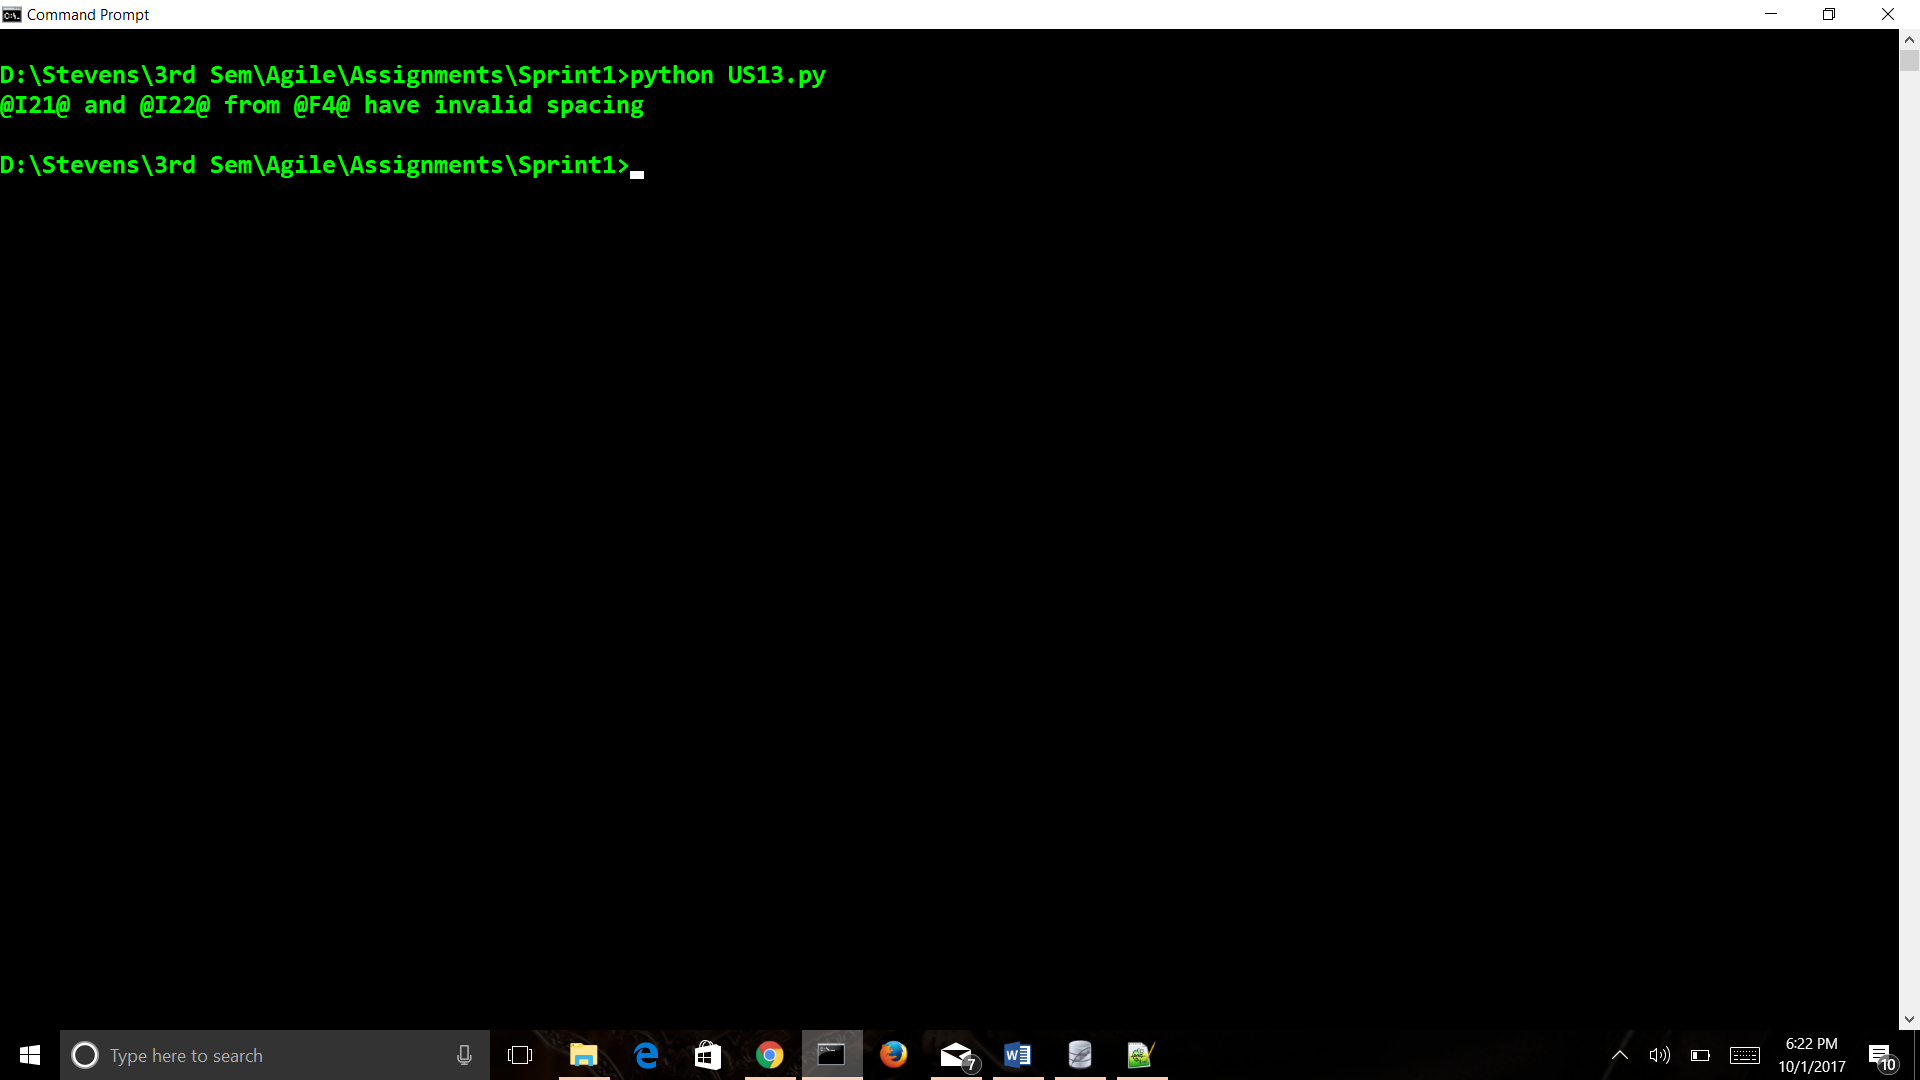 Command Prompt
D:\Stevens\3rd Sem\Agile\Assignments\Sprint1>python US13.py
@I21@ and @I22@ from @F4@ have invalid spacing
D:\Stevens\3rd Sem\Agile\Assignments\Sprint1>
Type here to search
7
6:22 PM
10/1/2017
10